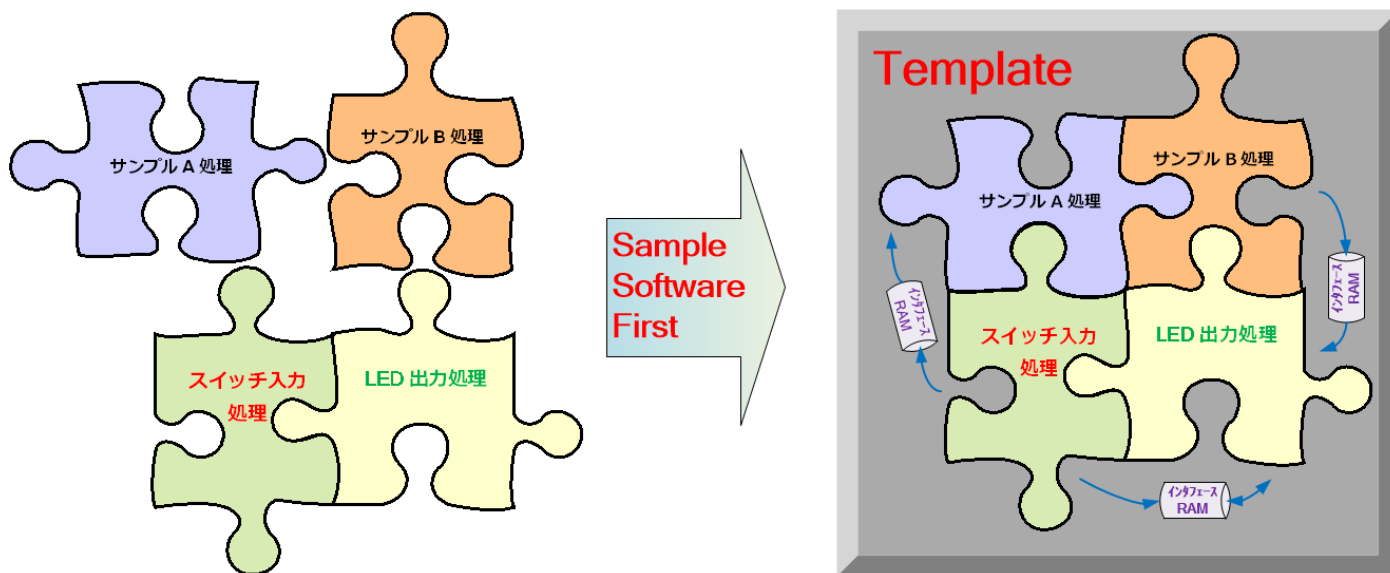 サンプル A 処理
サンプル B 処理
スイッチ入力
処理
LED 出力処理
Sample
Software
First
Template
サンプル A 処理
サンプル B 処理
スイッチ入力
処理
LED 出力処理
インタフェース
RAM
インタフェース
RAM
インタフェース
RAM